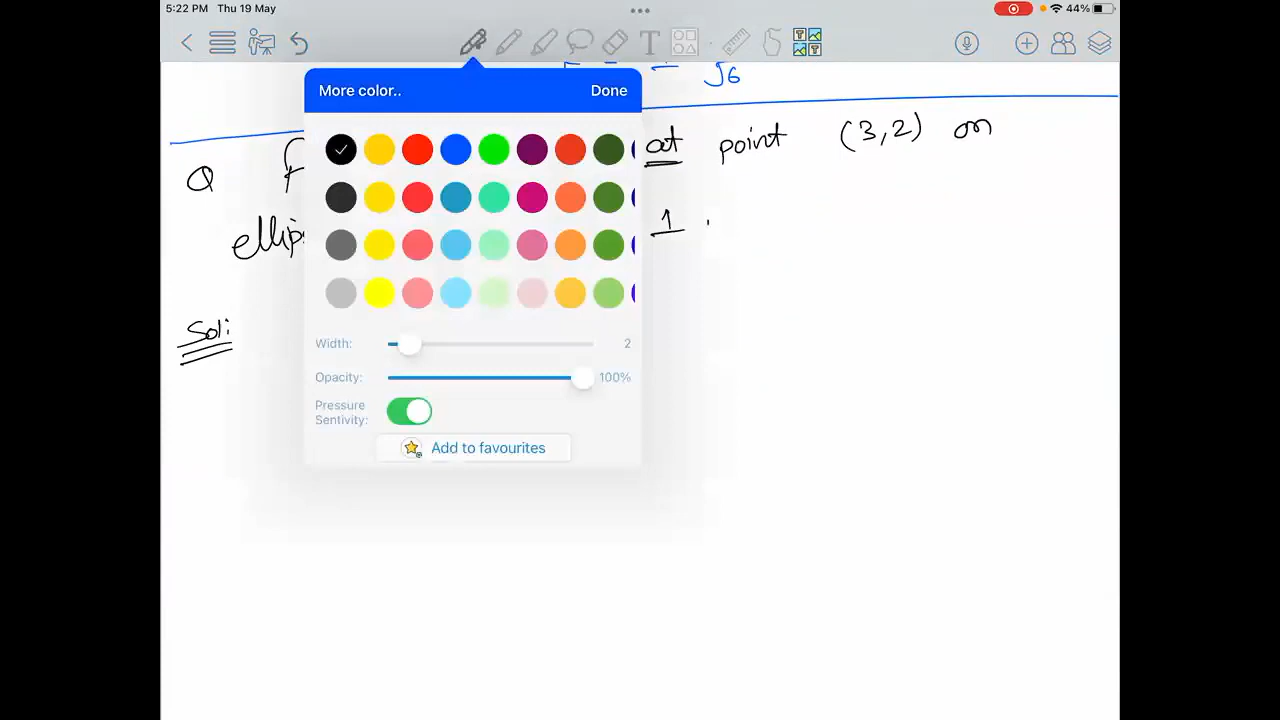 5:22 PM Thu 19 May
44%
T
√6
More color..
Done
Q at point (3,2) on
ellips 1.
Sol:
Width: 2
Opacity: 100%
Pressure
Sentivity:
Add to favourites